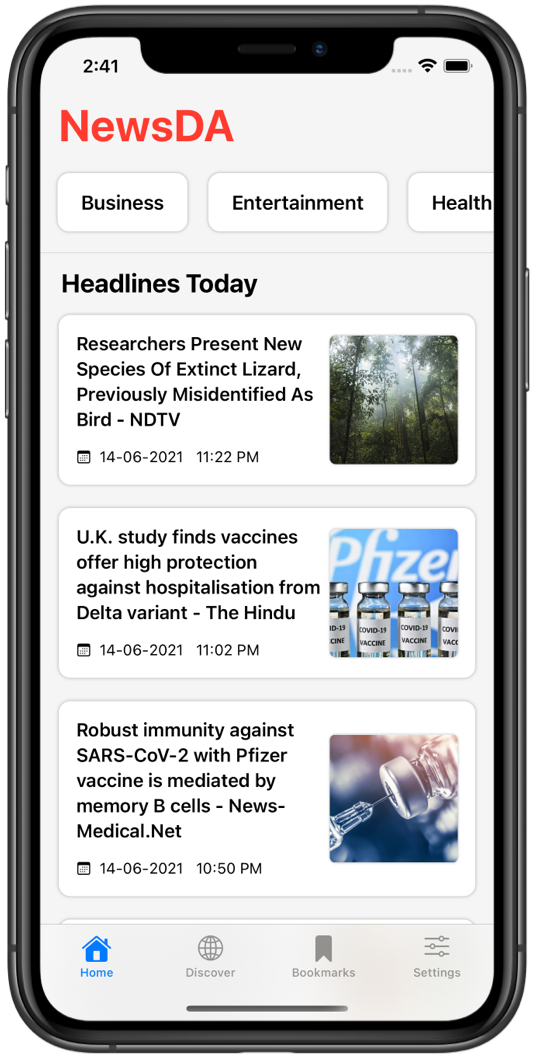 2:41
NewsDA
Business Entertainment Health
Headlines Today
Researchers Present New
Species Of Extinct Lizard,
Previously Misidentified As
Bird - NDTV
14-06-2021 11:22 PM
U.K. study finds vaccines
offer high protection
against hospitalisation from
Delta variant - The Hindu
14-06-2021 11:02 PM
Pfizer
COVID-19 COVID-19
VACCINE VACCINE
Robust immunity against
SARS-CoV-2 with Pfizer
vaccine is mediated by
memory B cells - News-
Medical.Net
14-06-2021 10:50 PM
Home Discover Bookmarks Settings